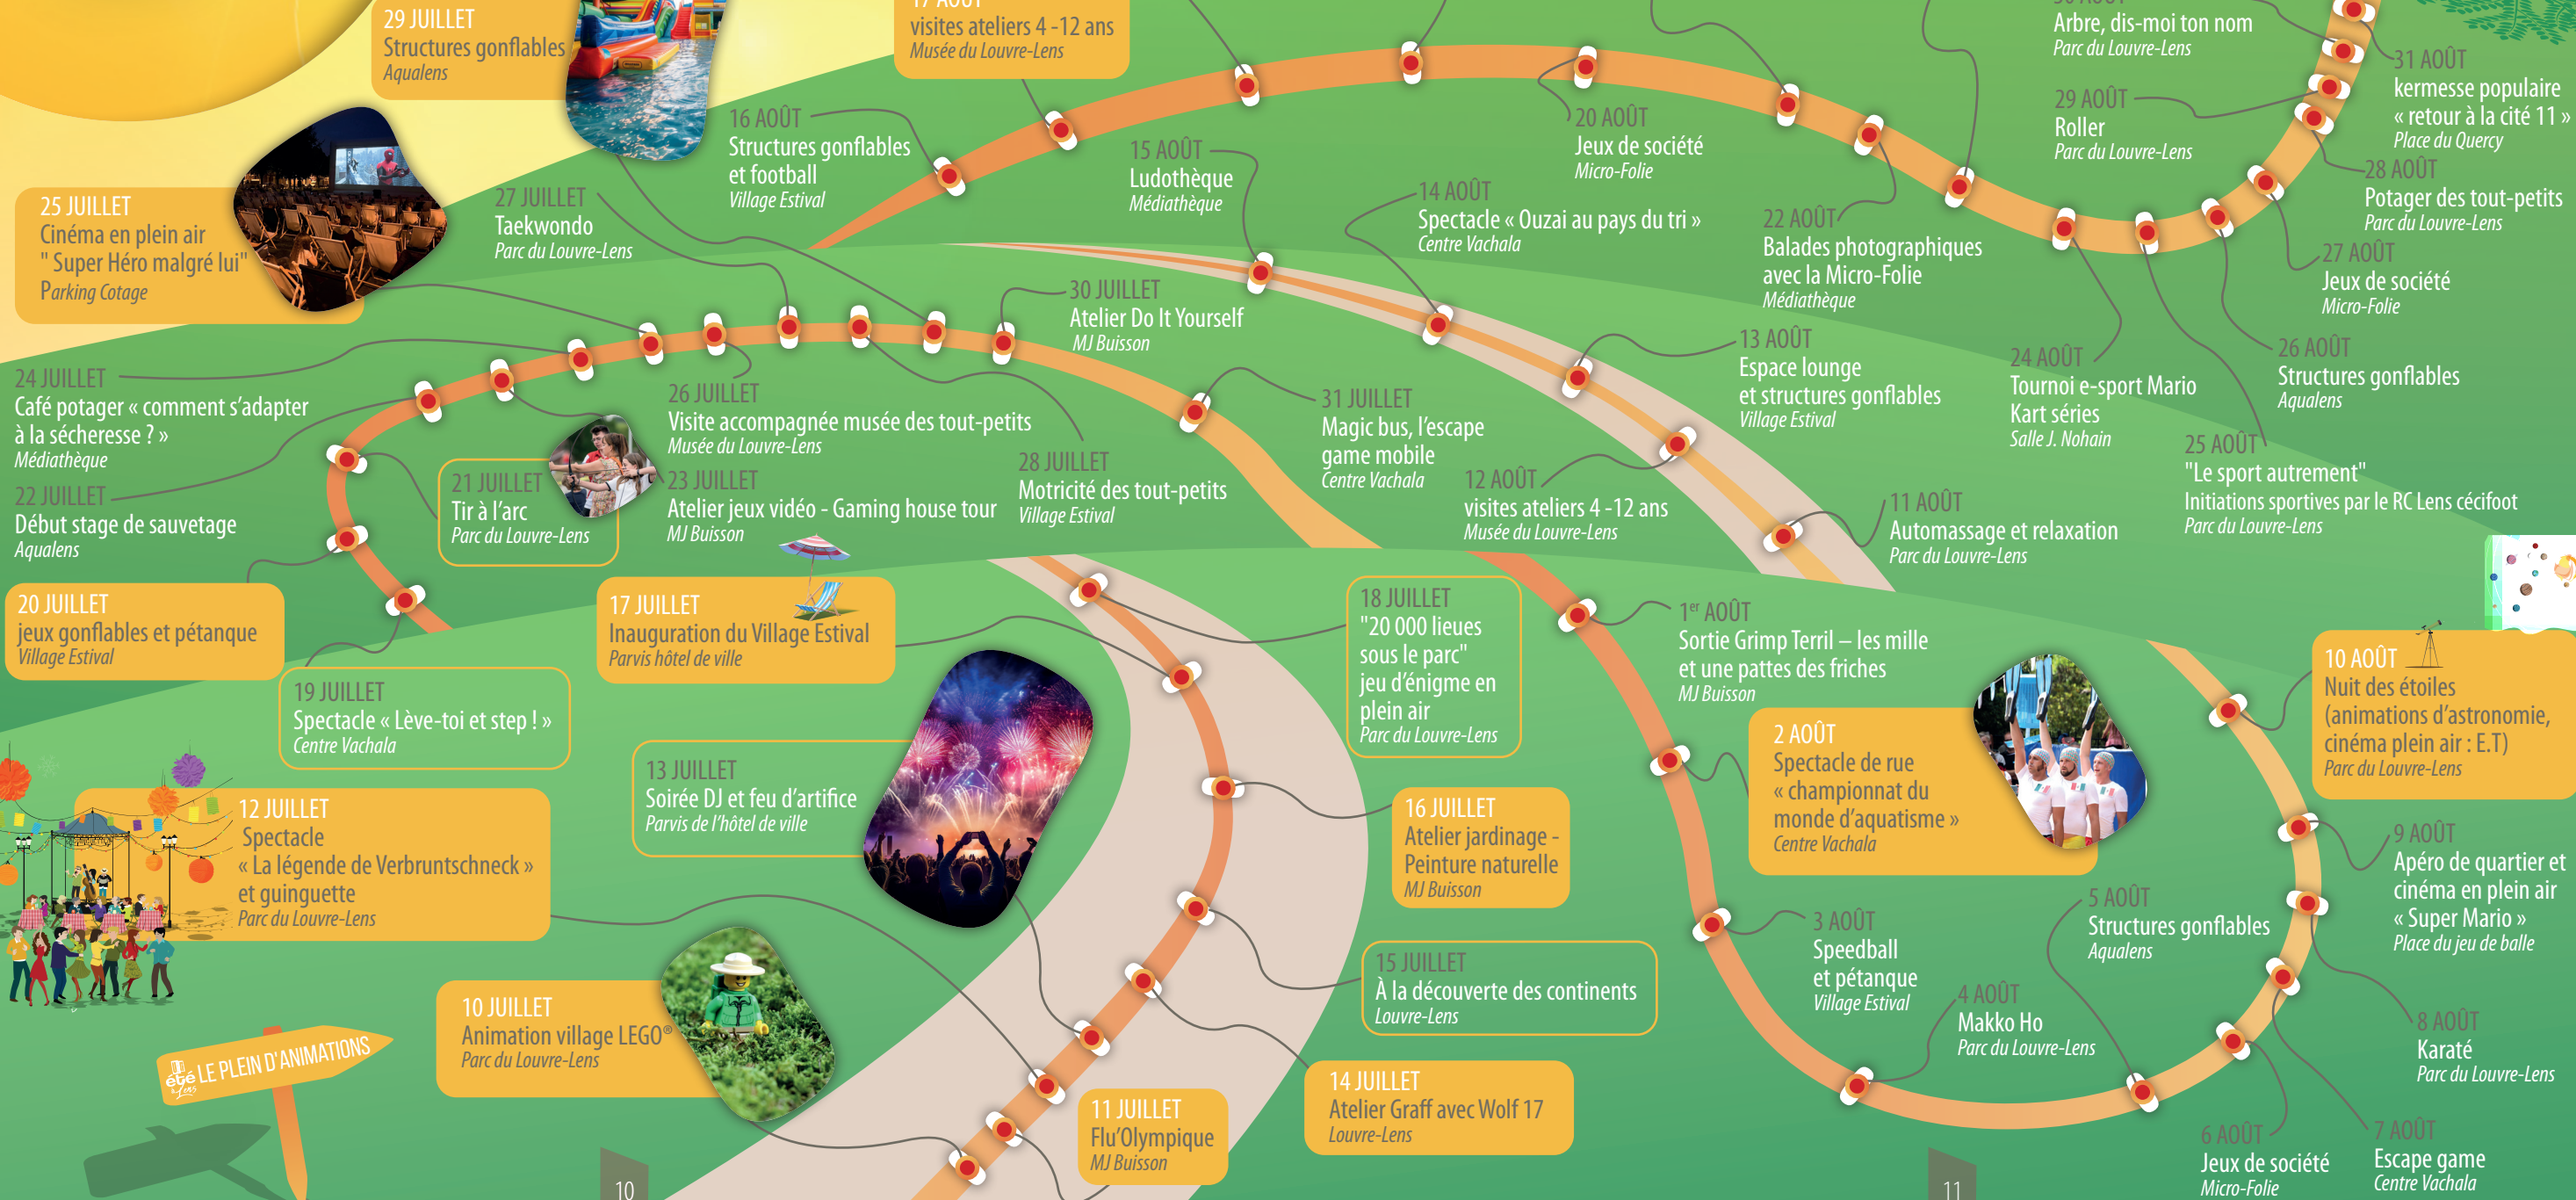 29 JUILLET
Structures gonflables
Aqualens
17 AOÛT
visites ateliers 4 -12 ans
Musée du Louvre-Lens
30 AOÛT
Arbre, dis-moi ton nom
Parc du Louvre-Lens
31 AOÛT
kermesse populaire
« retour à la cité 11 »
Place du Quercy
29 AOÛT
Roller
Parc du Louvre-Lens
28 AOÛT
Potager des tout-petits
Parc du Louvre-Lens
27 AOÛT
Jeux de société
Micro-Folie
16 AOÛT
Structures gonflables
et football
Village Estival
15 AOÛT
Ludothèque
Médiathèque
20 AOÛT
Jeux de société
Micro-Folie
14 AOÛT
Spectacle « Ouzai au pays du tri »
Centre Vachala
22 AOÛT
Balades photographiques
avec la Micro-Folie
Médiathèque
25 JUILLET
Cinéma en plein air
" Super Héro malgré lui"
Parking Cotage
27 JUILLET
Taekwondo
Parc du Louvre-Lens
30 JUILLET
Atelier Do It Yourself
MJ Buisson
13 AOÛT
Espace lounge
et structures gonflables
Village Estival
24 AOÛT
Tournoi e-sport Mario
Kart séries
Salle J. Nohain
26 AOÛT
Structures gonflables
Aqualens
25 AOÛT
"Le sport autrement"
Initiations sportives par le RC Lens cécifoot
Parc du Louvre-Lens
24 JUILLET
Café potager « comment s'adapter
à la sécheresse ? »
Médiathèque
22 JUILLET
Début stage de sauvetage
Aqualens
21 JUILLET
Tir à l'arc
Parc du Louvre-Lens
26 JUILLET
Visite accompagnée musée des tout-petits
Musée du Louvre-Lens
23 JUILLET
Atelier jeux vidéo - Gaming house tour
MJ Buisson
28 JUILLET
Motricité des tout-petits
Village Estival
31 JUILLET
Magic bus, l'escape
game mobile
Centre Vachala
12 AOÛT
visites ateliers 4 -12 ans
Musée du Louvre-Lens
11 AOÛT
Automassage et relaxation
Parc du Louvre-Lens
20 JUILLET
jeux gonflables et pétanque
Village Estival
19 JUILLET
Spectacle « Lève-toi et step ! »
Centre Vachala
17 JUILLET
Inauguration du Village Estival
Parvis hôtel de ville
18 JUILLET
"20 000 lieues
sous le parc"
jeu d'énigme en
plein air
Parc du Louvre-Lens
1er AOÛT
Sortie Grimp Terril – les mille
et une pattes des friches
MJ Buisson
2 AOÛT
Spectacle de rue
« championnat du
monde d'aquatisme »
Centre Vachala
10 AOÛT
Nuit des étoiles
(animations d'astronomie,
cinéma plein air : E.T)
Parc du Louvre-Lens
12 JUILLET
Spectacle
« La légende de Verbruntschneck »
et guinguette
Parc du Louvre-Lens
13 JUILLET
Soirée DJ et feu d'artifice
Parvis de l'hôtel de ville
16 JUILLET
Atelier jardinage -
Peinture naturelle
MJ Buisson
15 JUILLET
À la découverte des continents
Louvre-Lens
3 AOÛT
Speedball
et pétanque
Village Estival
5 AOÛT
Structures gonflables
Aqualens
9 AOÛT
Apéro de quartier et
cinéma en plein air
« Super Mario »
Place du jeu de balle
4 AOÛT
Makko Ho
Parc du Louvre-Lens
8 AOÛT
Karaté
Parc du Louvre-Lens
10 JUILLET
Animation village LEGO®
Parc du Louvre-Lens
14 JUILLET
Atelier Graff avec Wolf 17
Louvre-Lens
11 JUILLET
Flu'Olympique
MJ Buisson
6 AOÛT
Jeux de société
Micro-Folie
7 AOÛT
Escape game
Centre Vachala
été à Lens
LE PLEIN D'ANIMATIONS
10
11